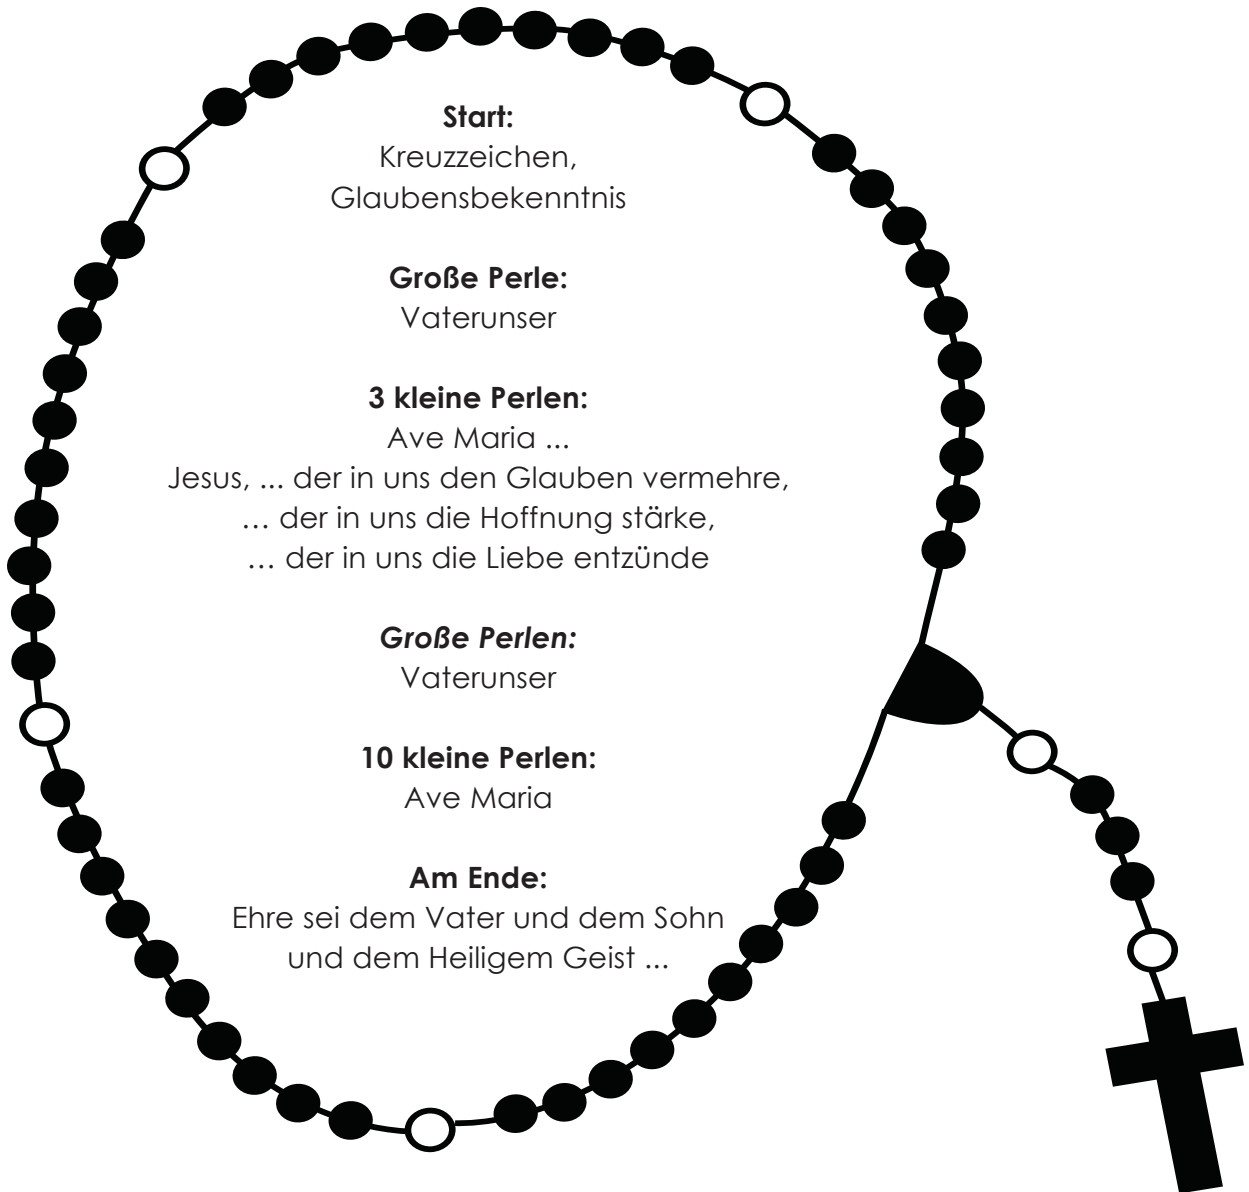 Start:
Kreuzzeichen,
Glaubensbekenntnis
Große Perle:
Vaterunser
3 kleine Perlen:
Ave Maria ...
Jesus, ... der in uns den Glauben vermehre,
... der in uns die Hoffnung stärke,
... der in uns die Liebe entzünde
Große Perlen:
Vaterunser
10 kleine Perlen:
Ave Maria
Am Ende:
Ehre sei dem Vater und dem Sohn
und dem Heiligem Geist ...